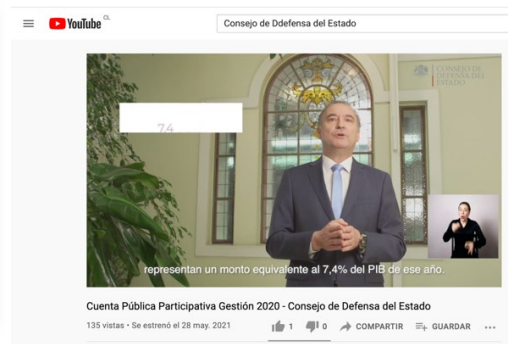 YouTube CL
Consejo de Ddefensa del Estado
CONSEJO DE
DEFENSA DEL
ESTADO
7.4
representan un monto equivalente al 7,4% del PIB de ese año.
Cuenta Pública Participativa Gestión 2020 - Consejo de Defensa del Estado
135 vistas • Se estrenó el 28 may. 2021
1
0
COMPARTIR
GUARDAR